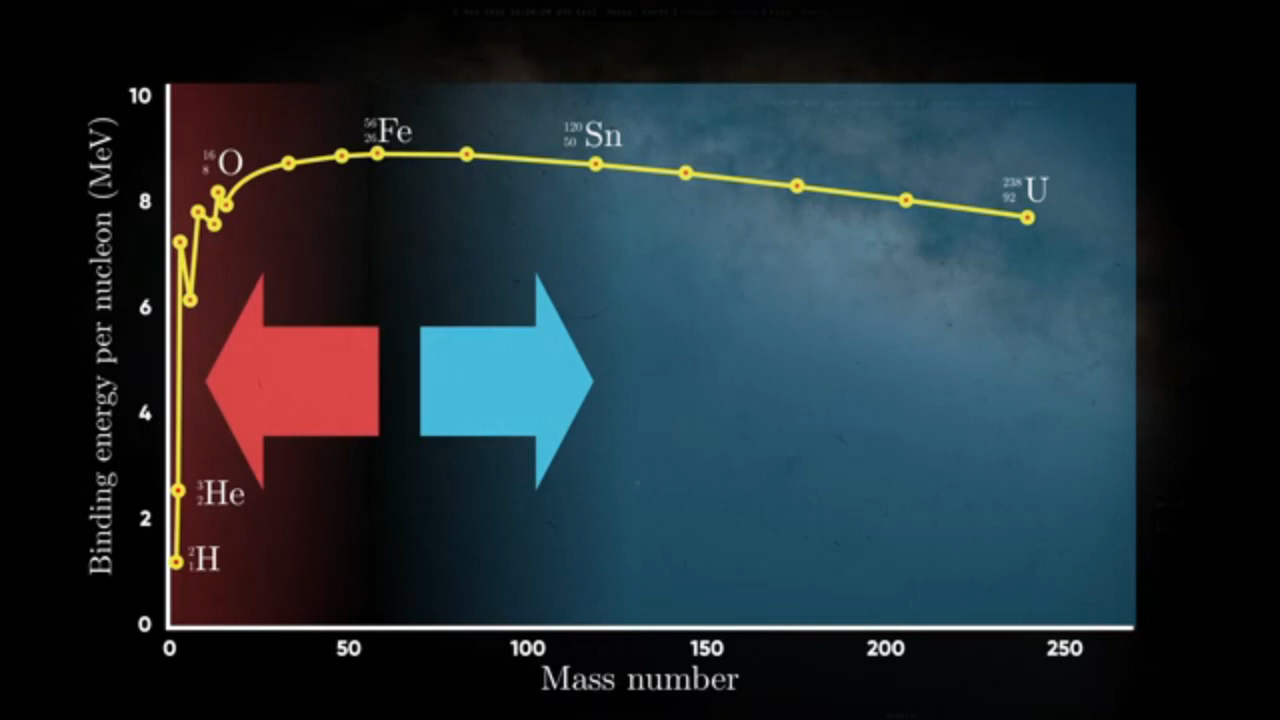 Binding energy per nucleon (MeV)
10
8
6
4
2
0
16
8 O
56
26 Fe
120
50 Sn
238
92 U
3
2 He
2
1 H
0 50 100 150 200 250
Mass number